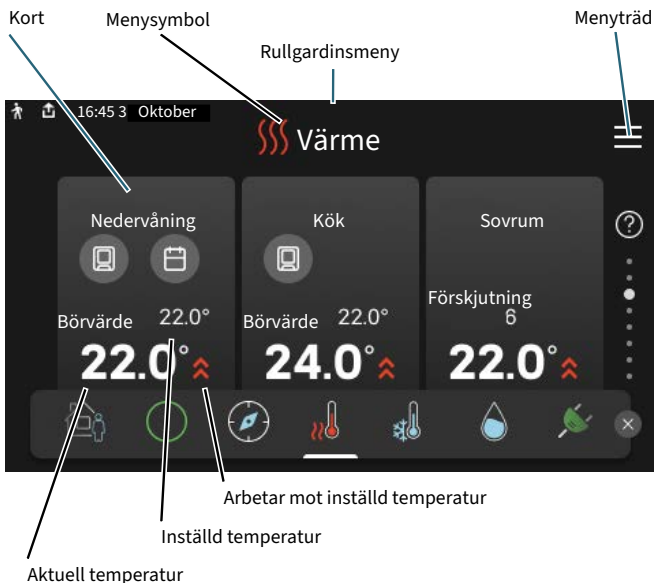 Kort
Menysymbol
Menyträd
Rullgardinsmeny
16:45 3 Oktober
Värme
Nedervåning
Kök
Sovrum
?
Börvärde 22.0°
Börvärde 22.0°
Förskjutning
6
22.0°
24.0°
22.0°
Arbetar mot inställd temperatur
Inställd temperatur
Aktuell temperatur